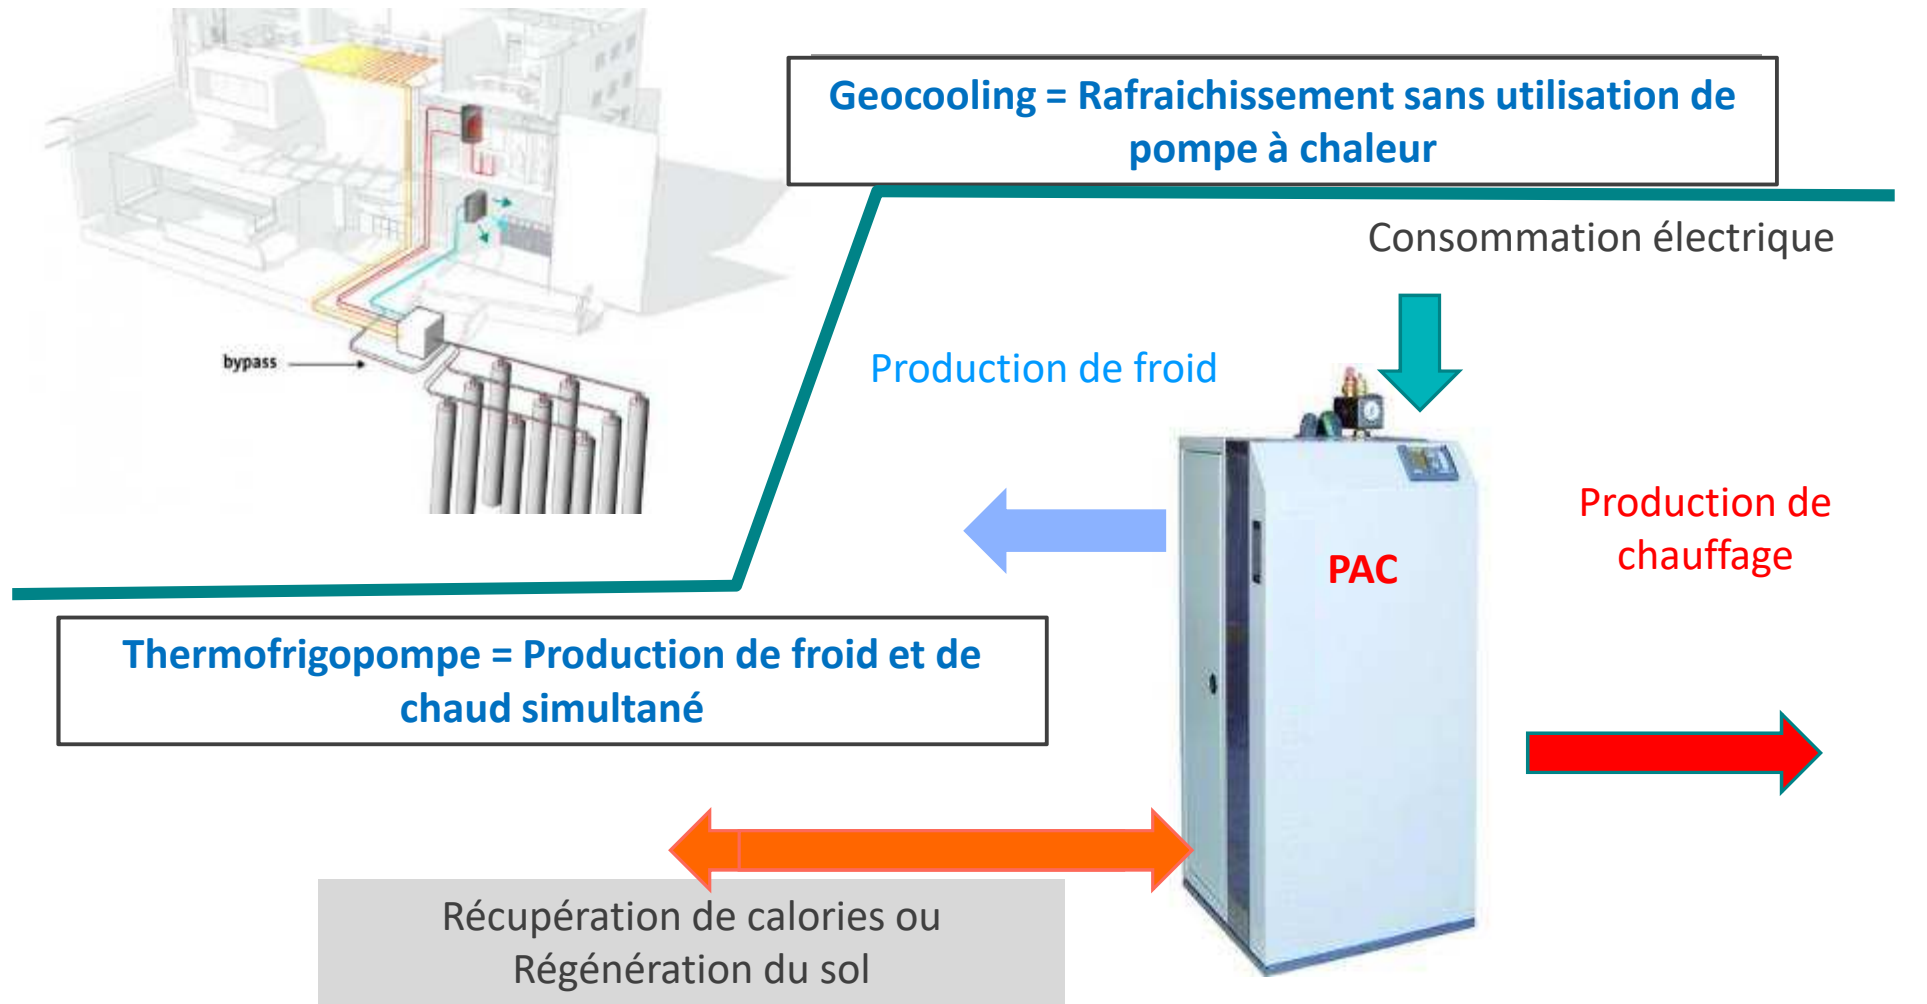 Geocooling = Rafraichissement sans utilisation de
pompe à chaleur
Consommation électrique
bypass
Production de froid
Production de
chauffage
PAC
Thermofrigopompe = Production de froid et de
chaud simultané
Récupération de calories ou
Régénération du sol